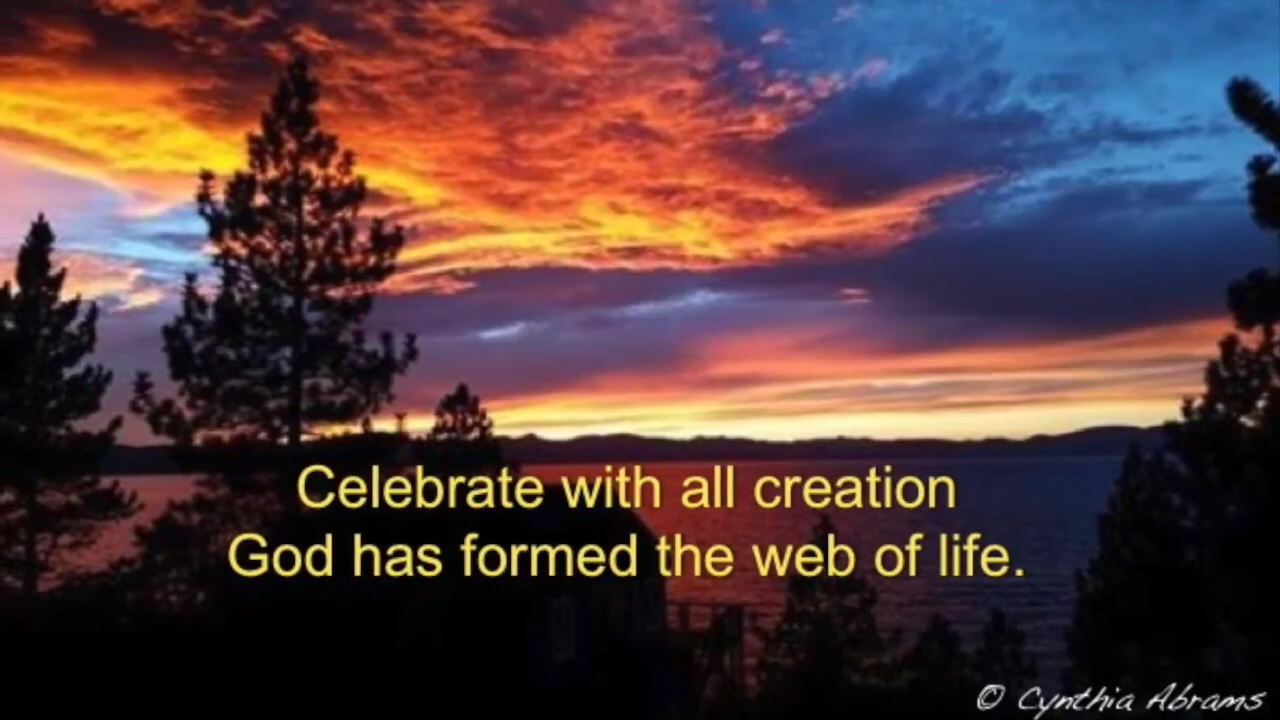 Celebrate with all creation
God has formed the web of life.
© Cynthia Abrams